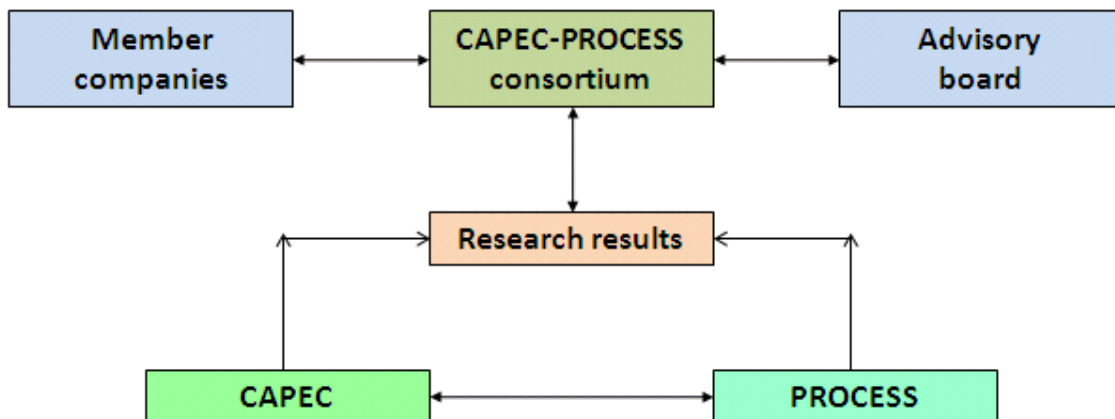 Member
companies
CAPEC-PROCESS
consortium
Advisory
board
Research results
CAPEC
PROCESS